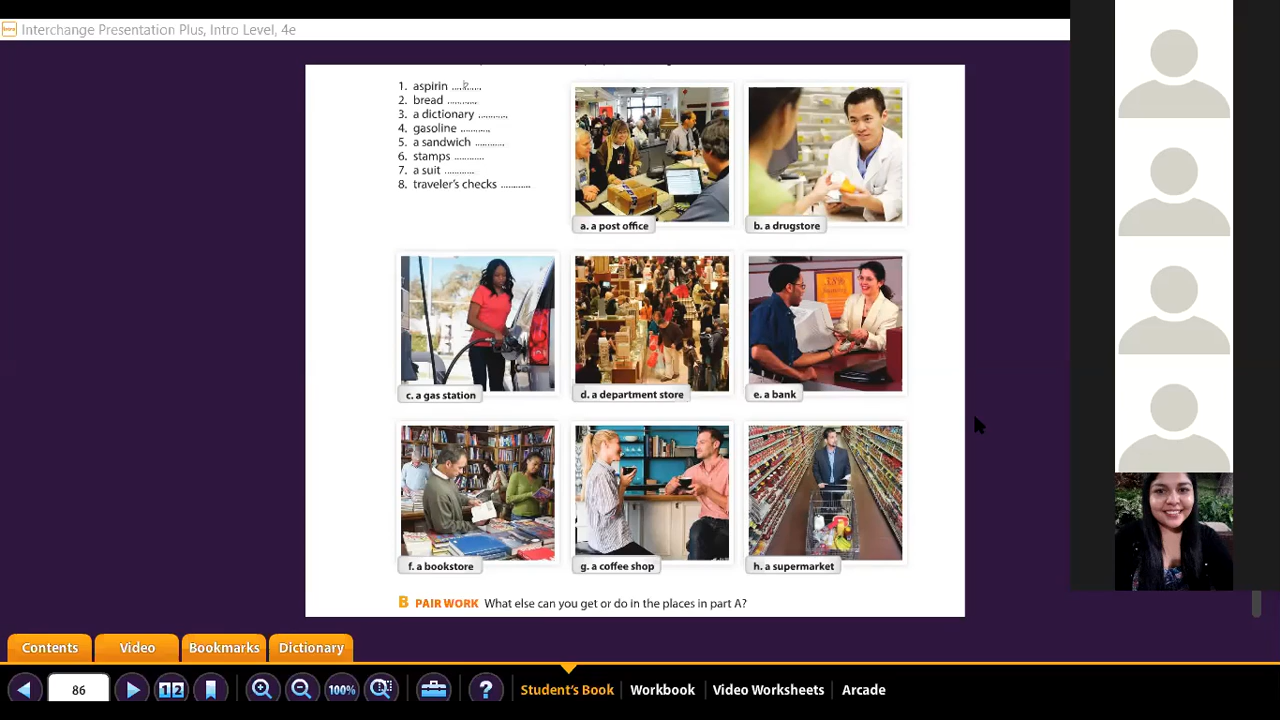 Interchange Presentation Plus, Intro Level, 4e
1. aspirin ....b.......
2. bread ...........
3. a dictionary ...........
4. gasoline ...........
5. a sandwich ...........
6. stamps ...........
7. a suit ...........
8. traveler's checks ...........
a. a post office
b. a drugstore
c. a gas station
d. a department store
e. a bank
f. a bookstore
g. a coffee shop
h. a supermarket
B PAIR WORK What else can you get or do in the places in part A?
Contents Video Bookmarks Dictionary
86 12 100% ? Student's Book Workbook Video Worksheets Arcade